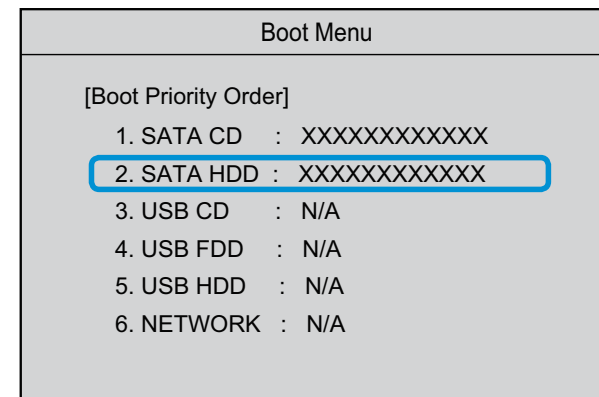 Boot Menu
[Boot Priority Order]
1. SATA CD : XXXXXXXXXXXX
2. SATA HDD : XXXXXXXXXXXX
3. USB CD : N/A
4. USB FDD : N/A
5. USB HDD : N/A
6. NETWORK : N/A